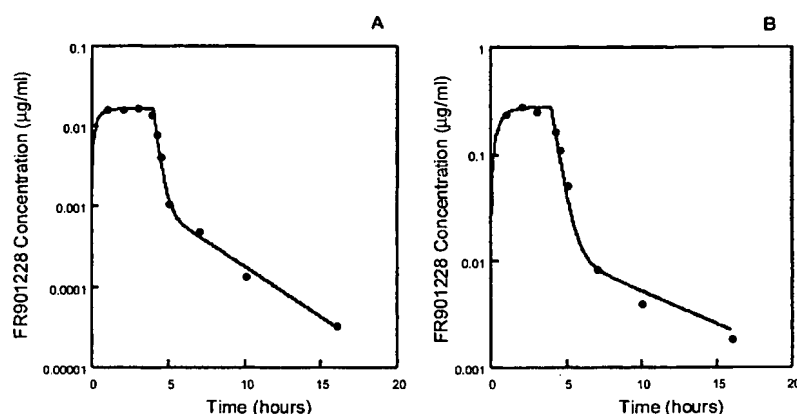 A
FR901228 Concentration (µg/ml)
0.1
0.01
0.001
0.0001
0.00001
0 5 10 15 20
Time (hours)
B
FR901228 Concentration (µg/ml)
1
0.1
0.01
0.001
0 5 10 15 20
Time (hours)